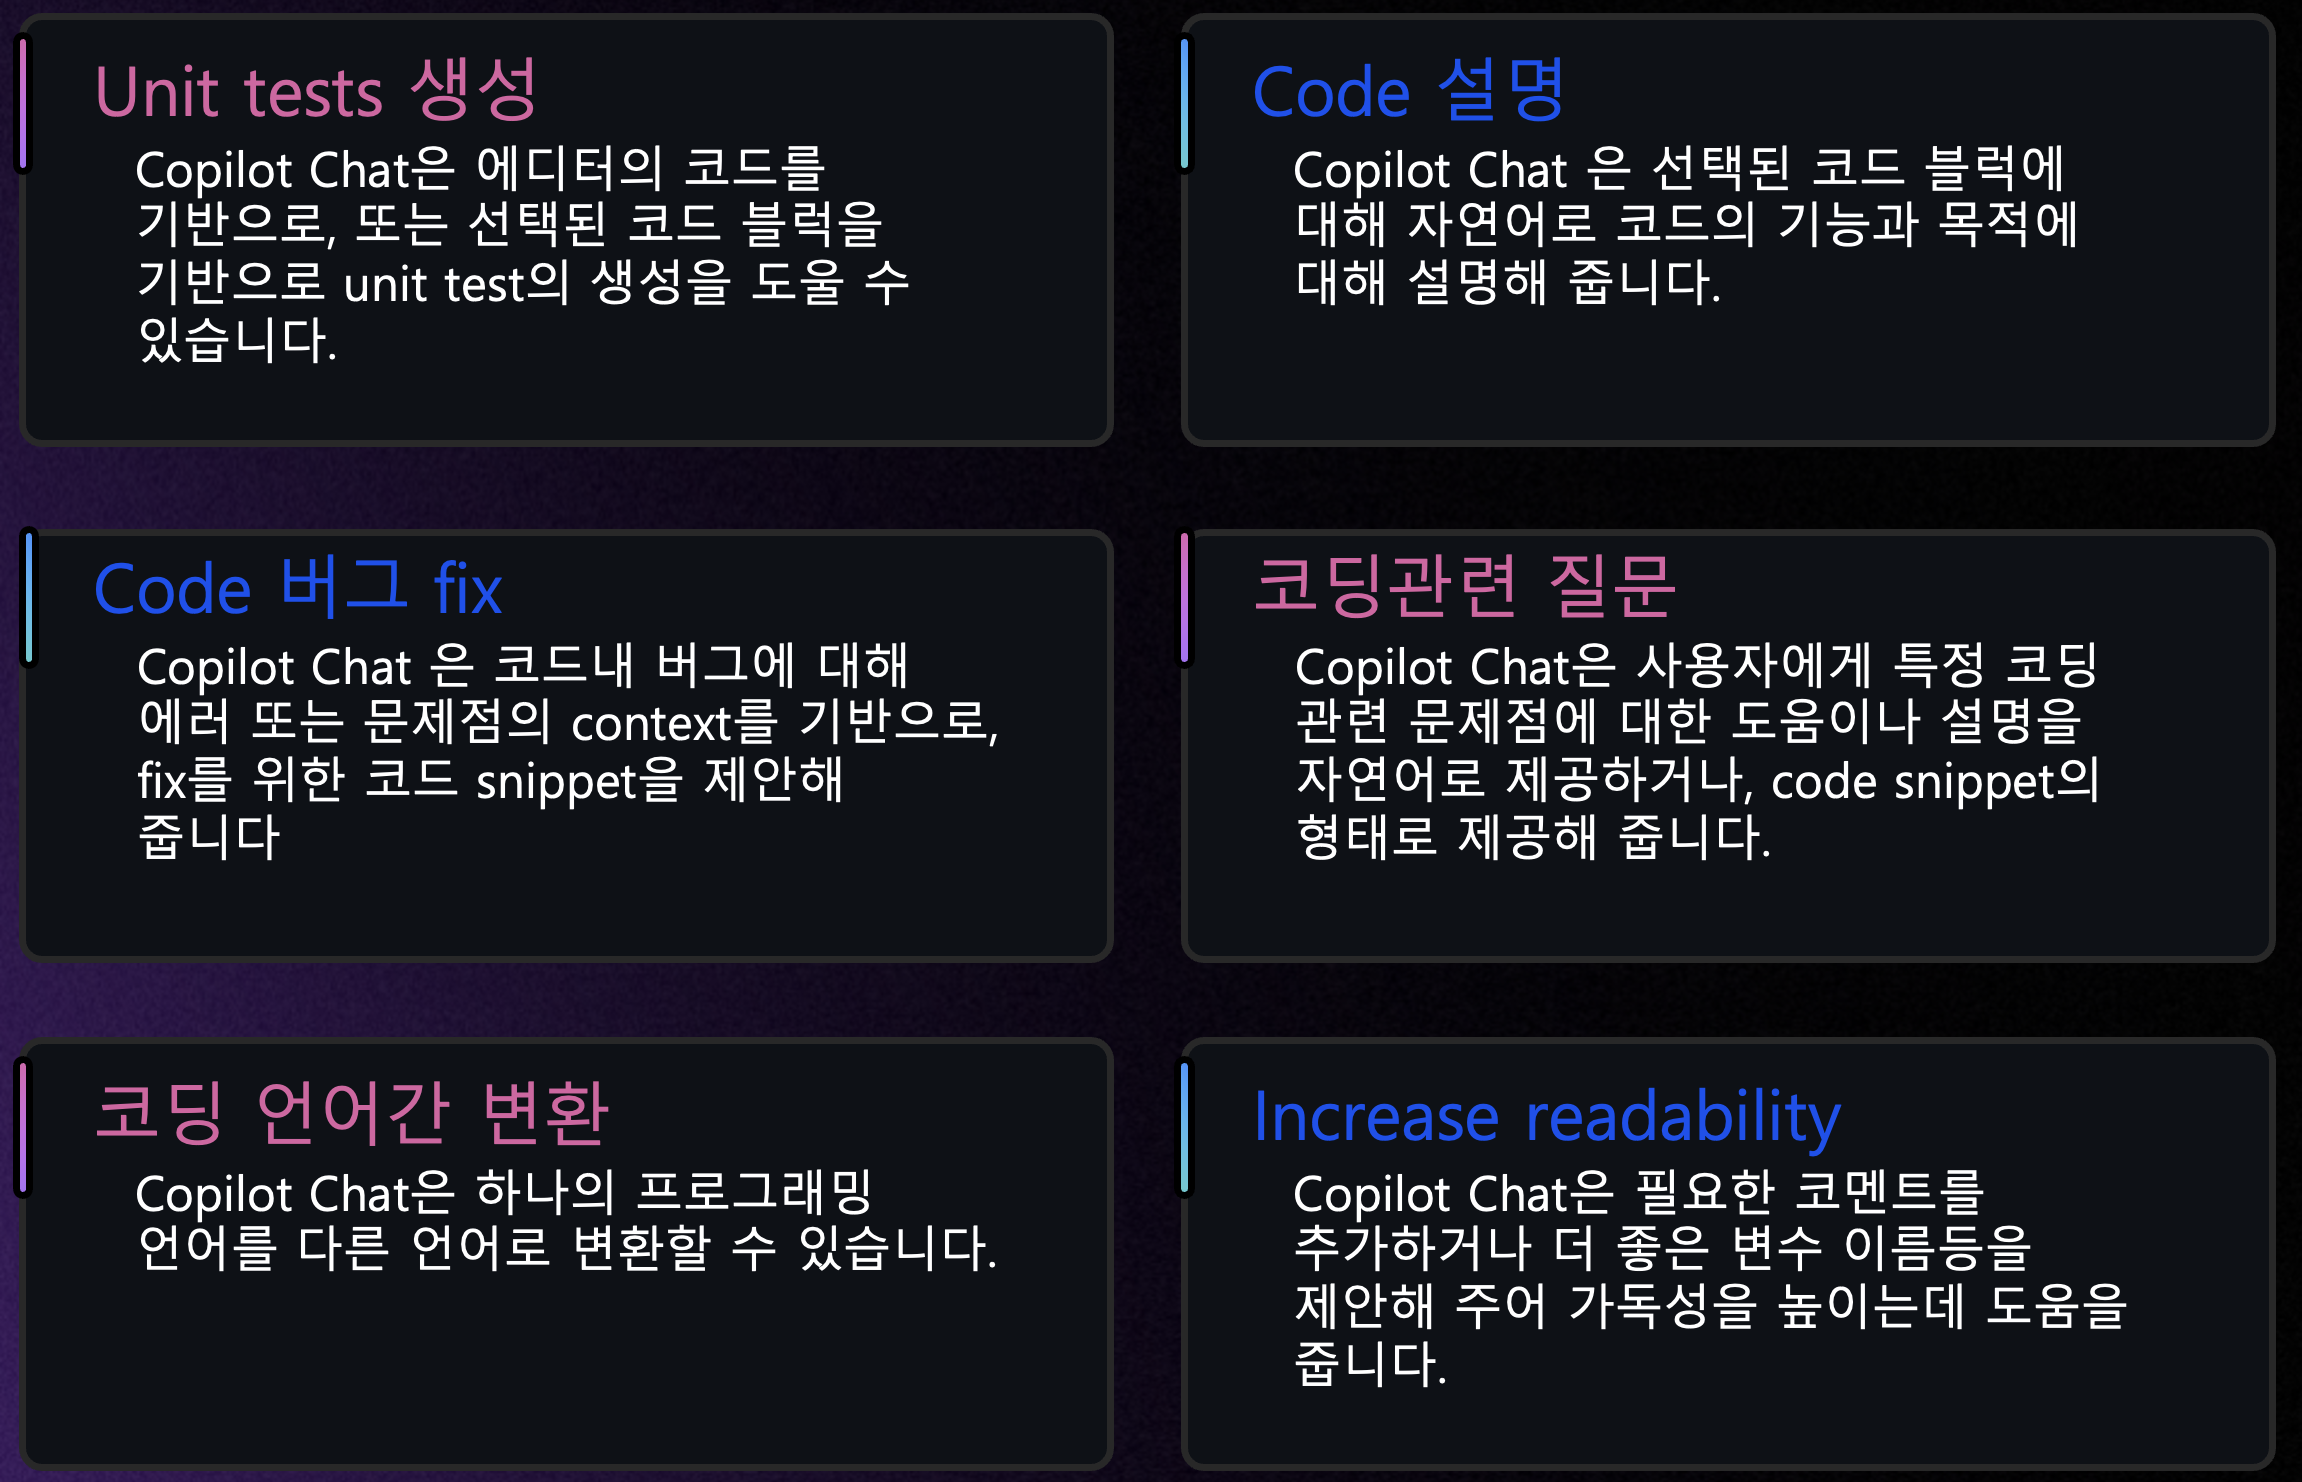 Unit tests 생성
Copilot Chat은 에디터의 코드를
기반으로, 또는 선택된 코드 블럭을
기반으로 unit test의 생성을 도울 수
있습니다.
Code 설명
Copilot Chat 은 선택된 코드 블럭에
대해 자연어로 코드의 기능과 목적에
대해 설명해 줍니다.
Code 버그 fix
Copilot Chat 은 코드내 버그에 대해
에러 또는 문제점의 context를 기반으로,
fix를 위한 코드 snippet을 제안해
줍니다
코딩관련 질문
Copilot Chat은 사용자에게 특정 코딩
관련 문제점에 대한 도움이나 설명을
자연어로 제공하거나, code snippet의
형태로 제공해 줍니다.
코딩 언어간 변환
Copilot Chat은 하나의 프로그래밍
언어를 다른 언어로 변환할 수 있습니다.
Increase readability
Copilot Chat은 필요한 코멘트를
추가하거나 더 좋은 변수 이름등을
제안해 주어 가독성을 높이는데 도움을
줍니다.